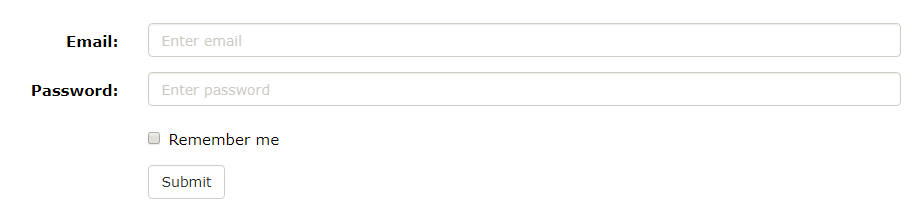 Email: Enter email
Password: Enter password
Remember me
Submit